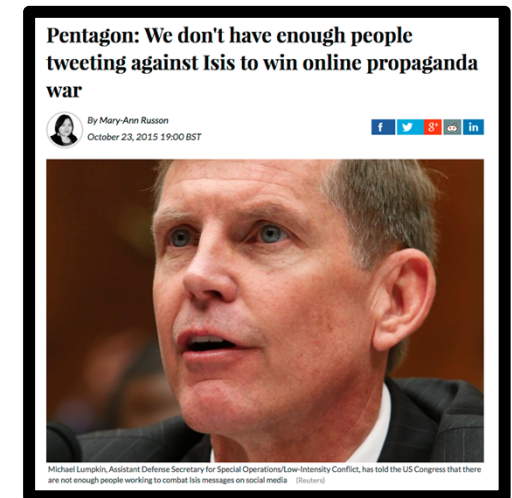 Pentagon: We don't have enough people
tweeting against Isis to win online propaganda
war
By Mary-Ann Russon
October 23, 2015 19:00 BST
f
8+
in
Michael Lumpkin, Assistant Defense Secretary for Special Operations/Low-Intensity Conflict, has told the US Congress that there
are not enough people working to combat Isis messages on social media (Reuters)